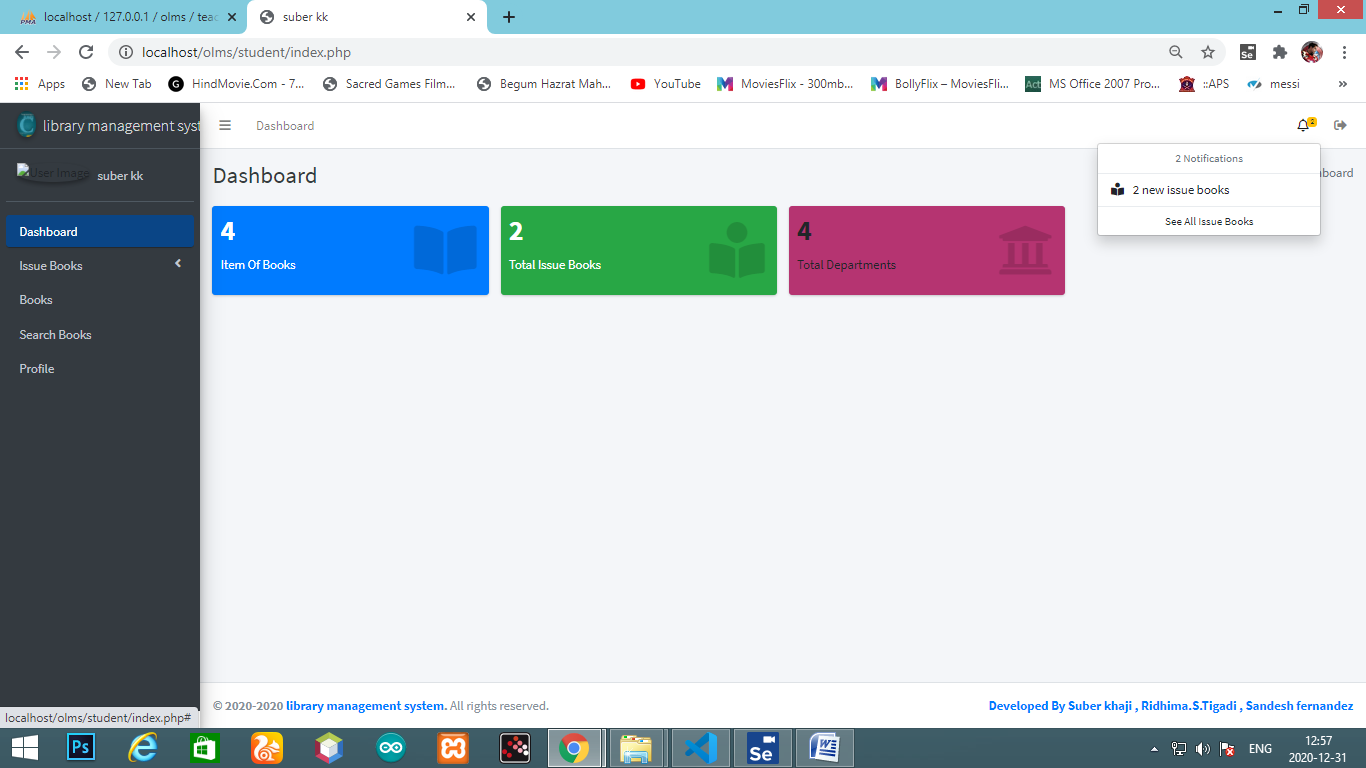 localhost / 127.0.0.1 / olms / teac
suber kk
localhost/olms/student/index.php
Apps
New Tab
HindMovie.Com - 7...
Sacred Games Film...
Begum Hazrat Mah...
YouTube
MoviesFlix - 300mb...
BollyFlix – MoviesFli...
Act
MS Office 2007 Pro...
::APS
messi
»
library management syst
Dashboard
2
User Image
suber kk
Dashboard
board
2 Notifications
2 new issue books
See All Issue Books
Dashboard
Issue Books
Books
Search Books
Profile
4
Item Of Books
2
Total Issue Books
4
Total Departments
© 2020-2020 library management system. All rights reserved.
Developed By Suber khaji , Ridhima.S.Tigadi , Sandesh fernandez
localhost/olms/student/index.php#
Ps
Se
ENG
12:57
2020-12-31